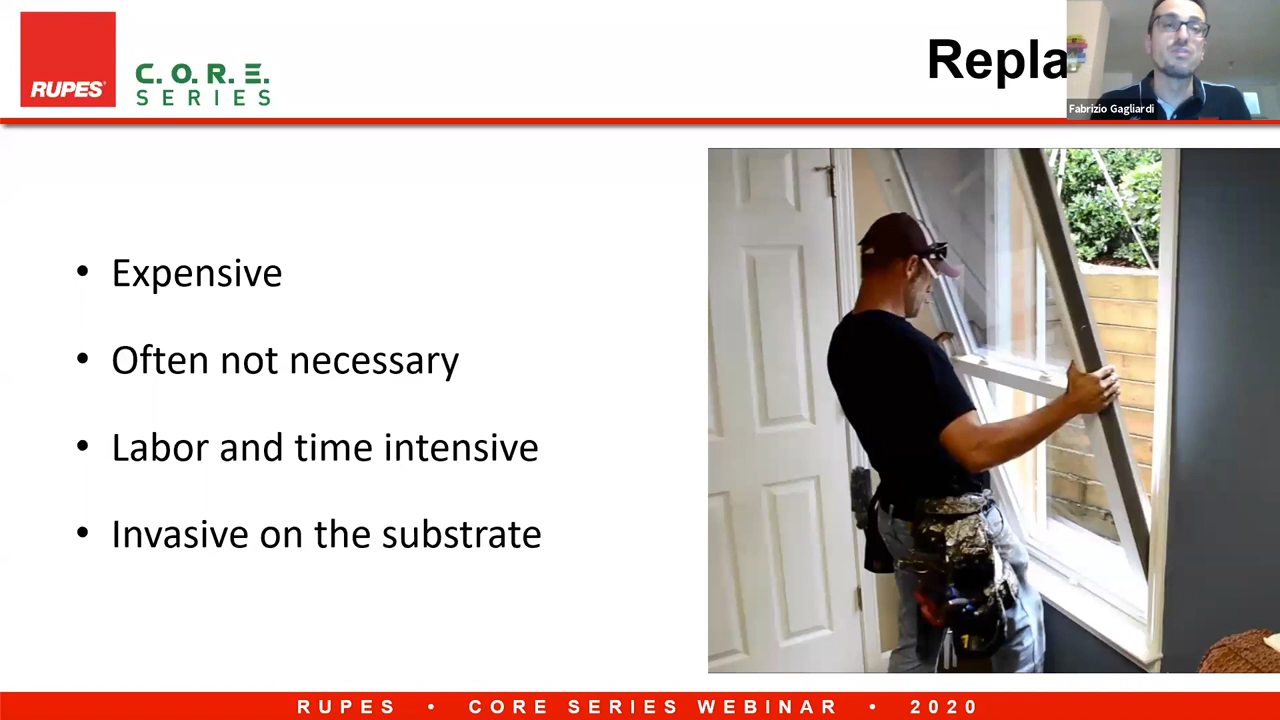 RUPES
C.O.R.E.
SERIES
Repla
Fabrizio Gagliardi
• Expensive
• Often not necessary
• Labor and time intensive
• Invasive on the substrate
RUPES • CORE SERIES WEBINAR • 2020